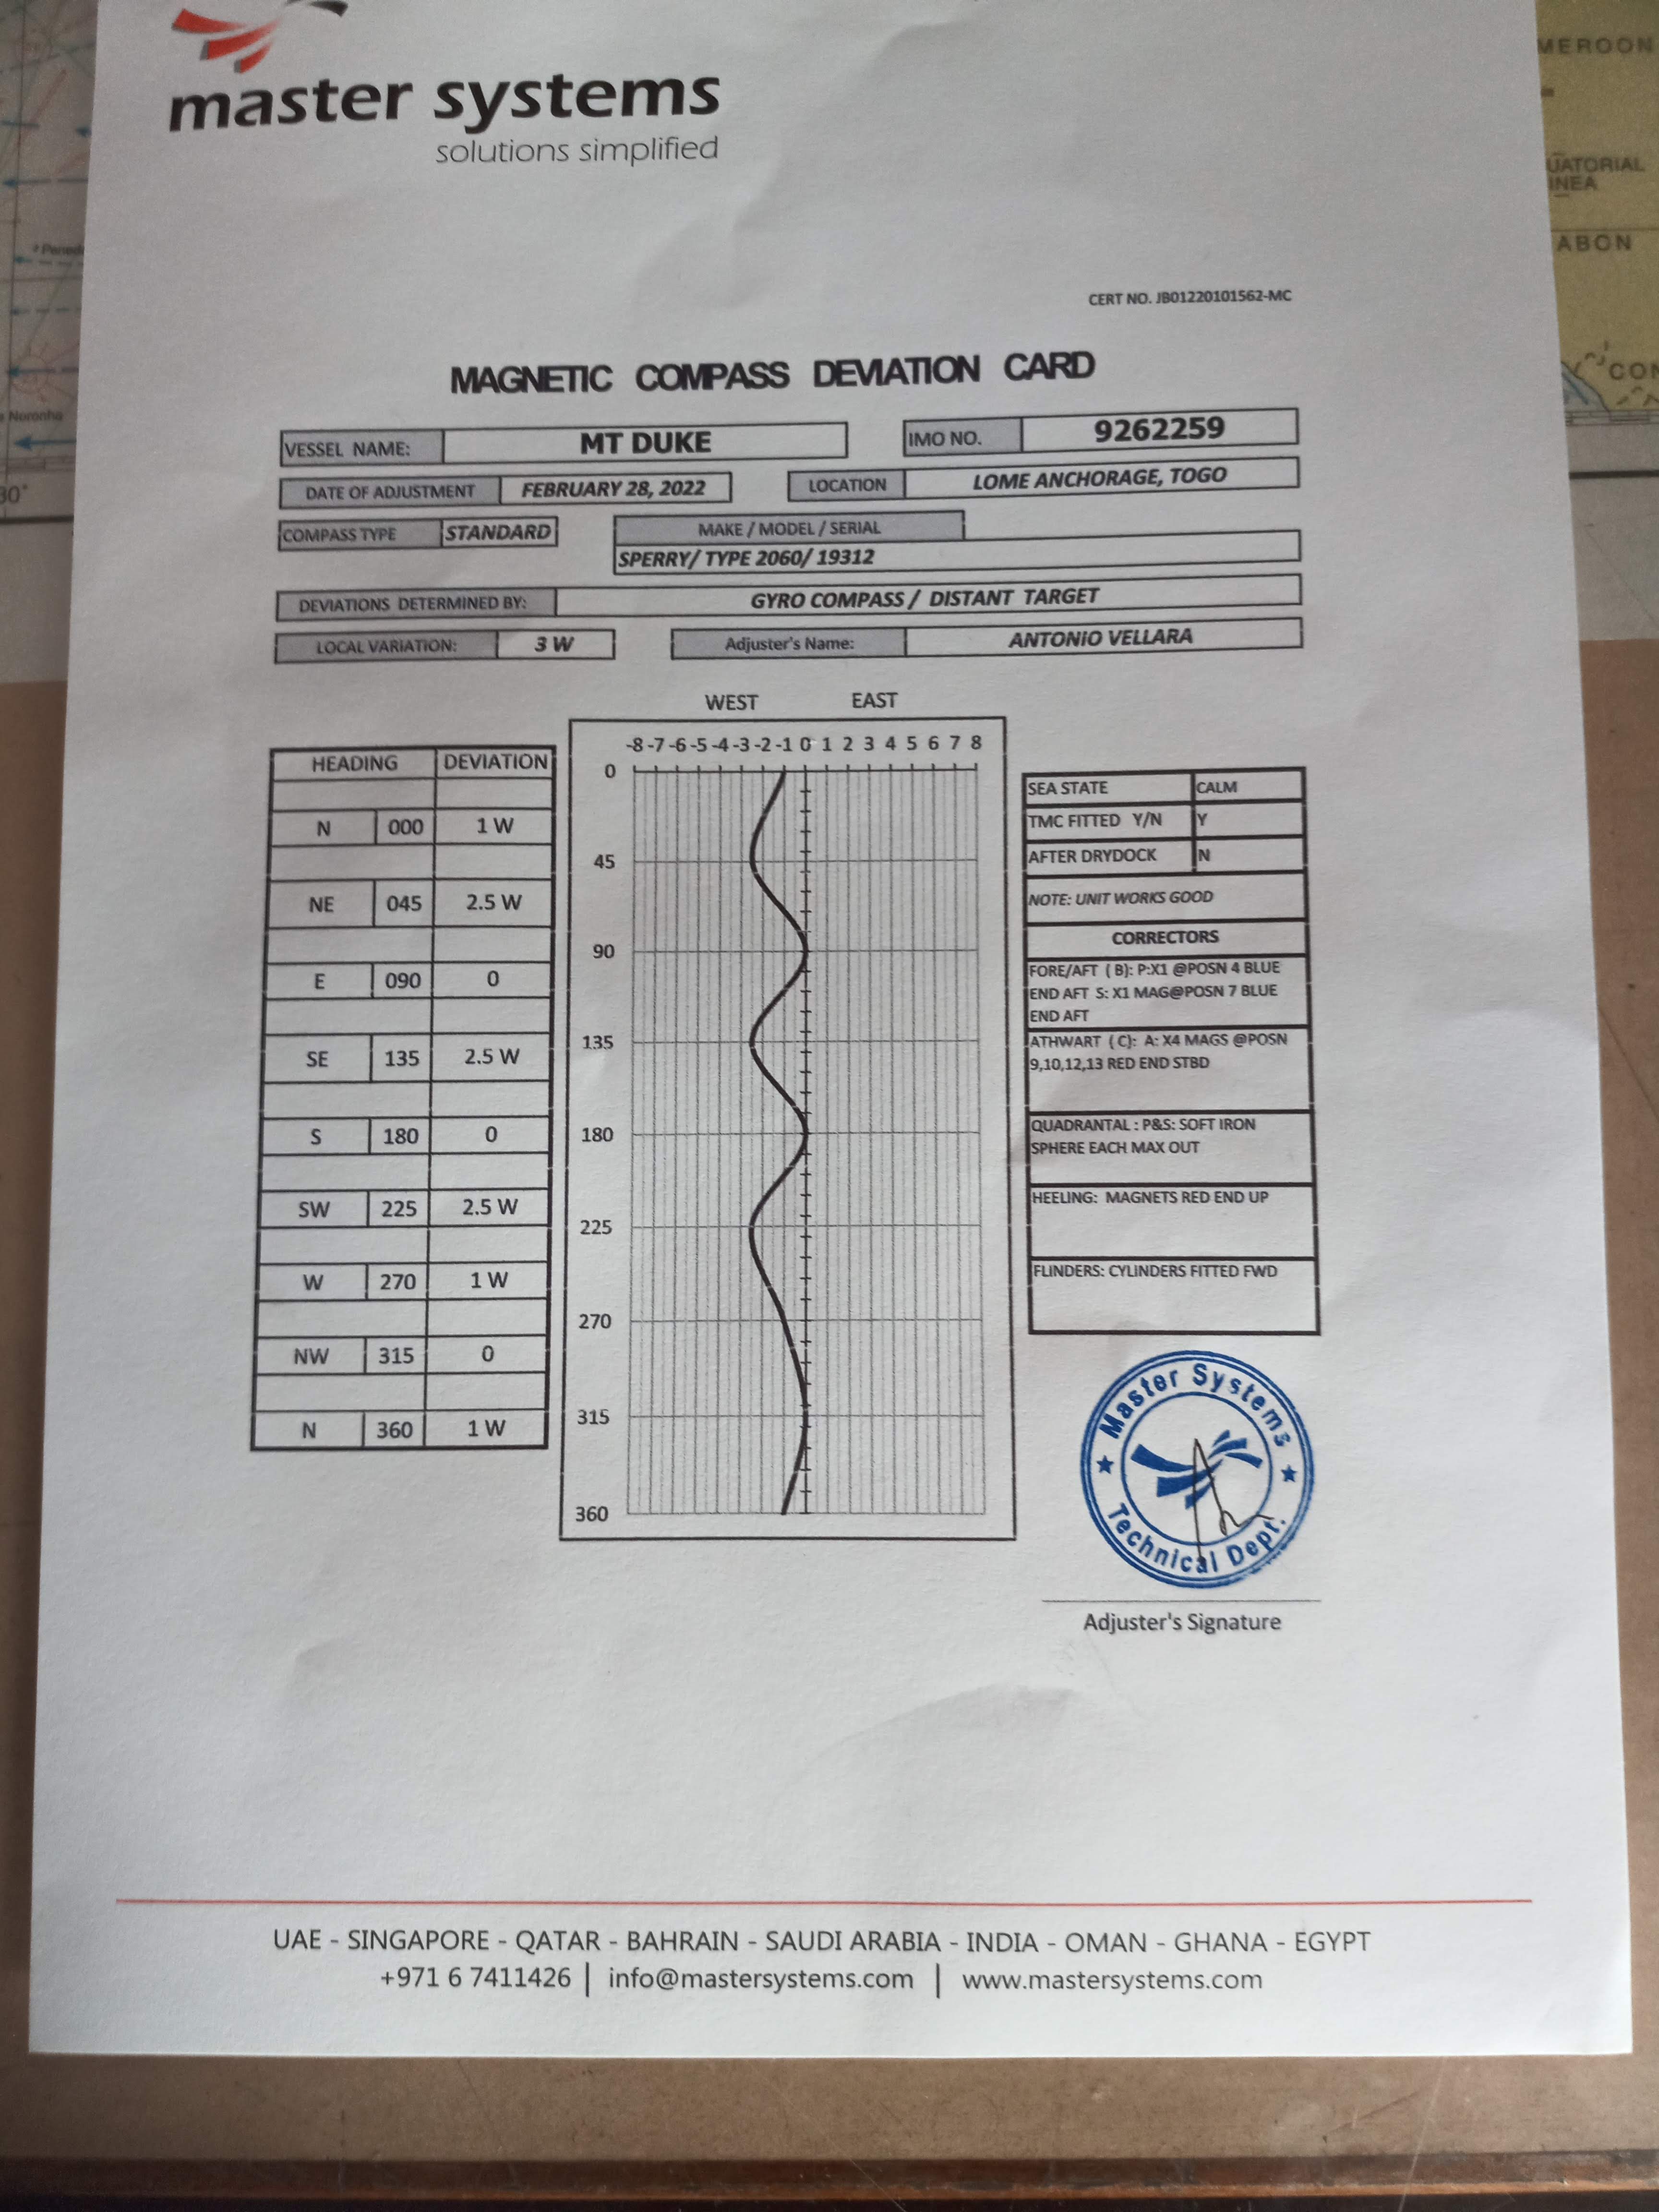 master systems
solutions simplified
CERT NO. JB01220101562-MC
MAGNETIC COMPASS DEVIATION CARD
VESSEL NAME: MT DUKE IMO NO. 9262259
DATE OF ADJUSTMENT FEBRUARY 28, 2022 LOCATION LOME ANCHORAGE, TOGO
COMPASS TYPE STANDARD MAKE / MODEL / SERIAL
SPERRY/ TYPE 2060/ 19312
DEVIATIONS DETERMINED BY: GYRO COMPASS / DISTANT TARGET
LOCAL VARIATION: 3 W Adjuster's Name: ANTONIO VELLARA
HEADING DEVIATION
N 000 1 W
NE 045 2.5 W
E 090 0
SE 135 2.5 W
S 180 0
SW 225 2.5 W
W 270 1 W
NW 315 0
N 360 1 W
WEST EAST
-8 -7 -6 -5 -4 -3 -2 -1 0 1 2 3 4 5 6 7 8
0
45
90
135
180
225
270
315
360
SEA STATE CALM
TMC FITTED Y/N Y
AFTER DRYDOCK N
NOTE: UNIT WORKS GOOD
CORRECTORS
FORE/AFT ( B): P:X1 @POSN 4 BLUE
END AFT S: X1 MAG@POSN 7 BLUE
END AFT
ATHWART ( C): A: X4 MAGS @POSN
9,10,12,13 RED END STBD
QUADRANTAL : P&S: SOFT IRON
SPHERE EACH MAX OUT
HEELING: MAGNETS RED END UP
FLINDERS: CYLINDERS FITTED FWD
Master Systems
Technical Dept.
Adjuster's Signature
UAE - SINGAPORE - QATAR - BAHRAIN - SAUDI ARABIA - INDIA - OMAN - GHANA - EGYPT
+971 6 7411426 | info@mastersystems.com | www.mastersystems.com
MEROON
UATORIAL
INEA
ABON
CON
Noronha
30°